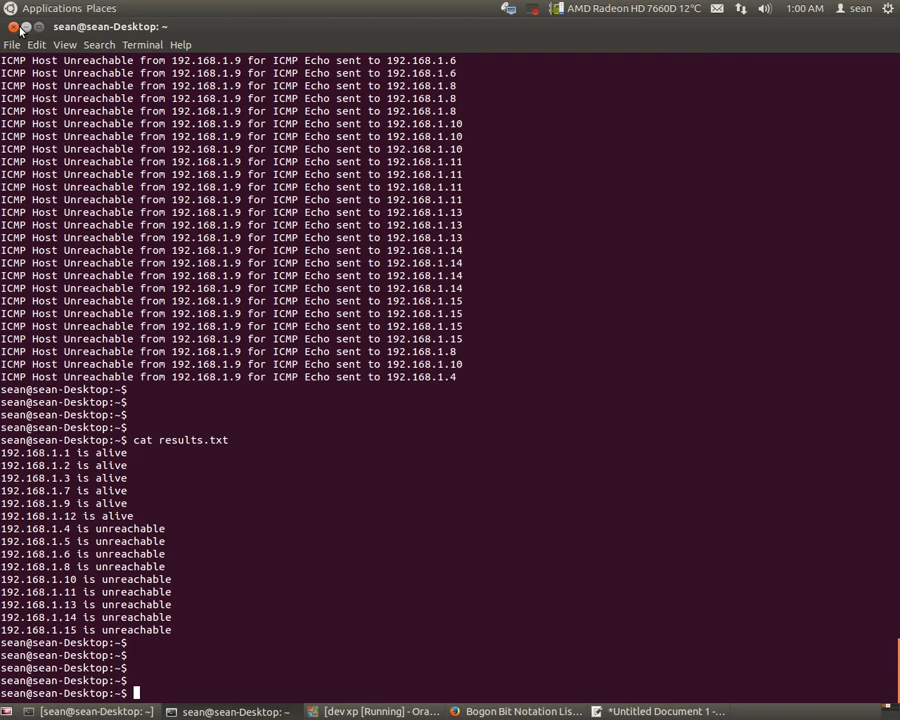 Applications Places
AMD Radeon HD 7660D 12°C
1:00 AM
sean
sean@sean-Desktop: ~
File Edit View Search Terminal Help
ICMP Host Unreachable from 192.168.1.9 for ICMP Echo sent to 192.168.1.6
ICMP Host Unreachable from 192.168.1.9 for ICMP Echo sent to 192.168.1.6
ICMP Host Unreachable from 192.168.1.9 for ICMP Echo sent to 192.168.1.8
ICMP Host Unreachable from 192.168.1.9 for ICMP Echo sent to 192.168.1.8
ICMP Host Unreachable from 192.168.1.9 for ICMP Echo sent to 192.168.1.8
ICMP Host Unreachable from 192.168.1.9 for ICMP Echo sent to 192.168.1.10
ICMP Host Unreachable from 192.168.1.9 for ICMP Echo sent to 192.168.1.10
ICMP Host Unreachable from 192.168.1.9 for ICMP Echo sent to 192.168.1.10
ICMP Host Unreachable from 192.168.1.9 for ICMP Echo sent to 192.168.1.11
ICMP Host Unreachable from 192.168.1.9 for ICMP Echo sent to 192.168.1.11
ICMP Host Unreachable from 192.168.1.9 for ICMP Echo sent to 192.168.1.11
ICMP Host Unreachable from 192.168.1.9 for ICMP Echo sent to 192.168.1.11
ICMP Host Unreachable from 192.168.1.9 for ICMP Echo sent to 192.168.1.13
ICMP Host Unreachable from 192.168.1.9 for ICMP Echo sent to 192.168.1.13
ICMP Host Unreachable from 192.168.1.9 for ICMP Echo sent to 192.168.1.13
ICMP Host Unreachable from 192.168.1.9 for ICMP Echo sent to 192.168.1.14
ICMP Host Unreachable from 192.168.1.9 for ICMP Echo sent to 192.168.1.14
ICMP Host Unreachable from 192.168.1.9 for ICMP Echo sent to 192.168.1.14
ICMP Host Unreachable from 192.168.1.9 for ICMP Echo sent to 192.168.1.14
ICMP Host Unreachable from 192.168.1.9 for ICMP Echo sent to 192.168.1.15
ICMP Host Unreachable from 192.168.1.9 for ICMP Echo sent to 192.168.1.15
ICMP Host Unreachable from 192.168.1.9 for ICMP Echo sent to 192.168.1.15
ICMP Host Unreachable from 192.168.1.9 for ICMP Echo sent to 192.168.1.15
ICMP Host Unreachable from 192.168.1.9 for ICMP Echo sent to 192.168.1.8
ICMP Host Unreachable from 192.168.1.9 for ICMP Echo sent to 192.168.1.10
ICMP Host Unreachable from 192.168.1.9 for ICMP Echo sent to 192.168.1.4
sean@sean-Desktop:~$
sean@sean-Desktop:~$
sean@sean-Desktop:~$
sean@sean-Desktop:~$
sean@sean-Desktop:~$ cat results.txt
192.168.1.1 is alive
192.168.1.2 is alive
192.168.1.3 is alive
192.168.1.7 is alive
192.168.1.9 is alive
192.168.1.12 is alive
192.168.1.4 is unreachable
192.168.1.5 is unreachable
192.168.1.6 is unreachable
192.168.1.8 is unreachable
192.168.1.10 is unreachable
192.168.1.11 is unreachable
192.168.1.13 is unreachable
192.168.1.14 is unreachable
192.168.1.15 is unreachable
sean@sean-Desktop:~$
sean@sean-Desktop:~$
sean@sean-Desktop:~$
sean@sean-Desktop:~$
sean@sean-Desktop:~$
[sean@sean-Desktop: ~]
sean@sean-Desktop: ~
[dev xp [Running] - Ora...
Bogon Bit Notation Lis...
*Untitled Document 1 -...